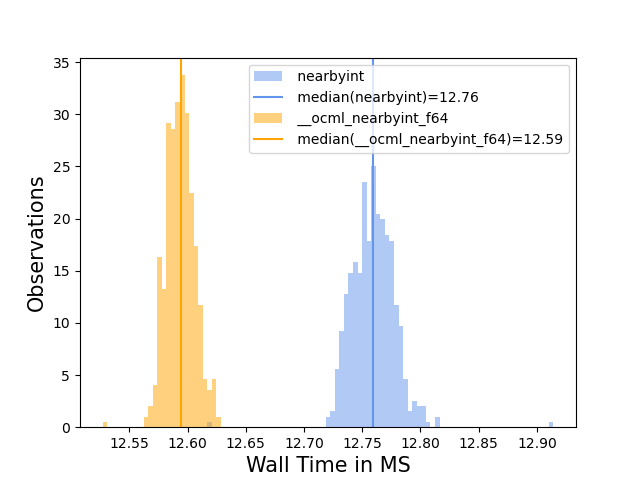 35
30
25
20
15
10
5
0
Observations
nearbyint
median(nearbyint)=12.76
__ocml_nearbyint_f64
median(__ocml_nearbyint_f64)=12.59
12.55 12.60 12.65 12.70 12.75 12.80 12.85 12.90
Wall Time in MS